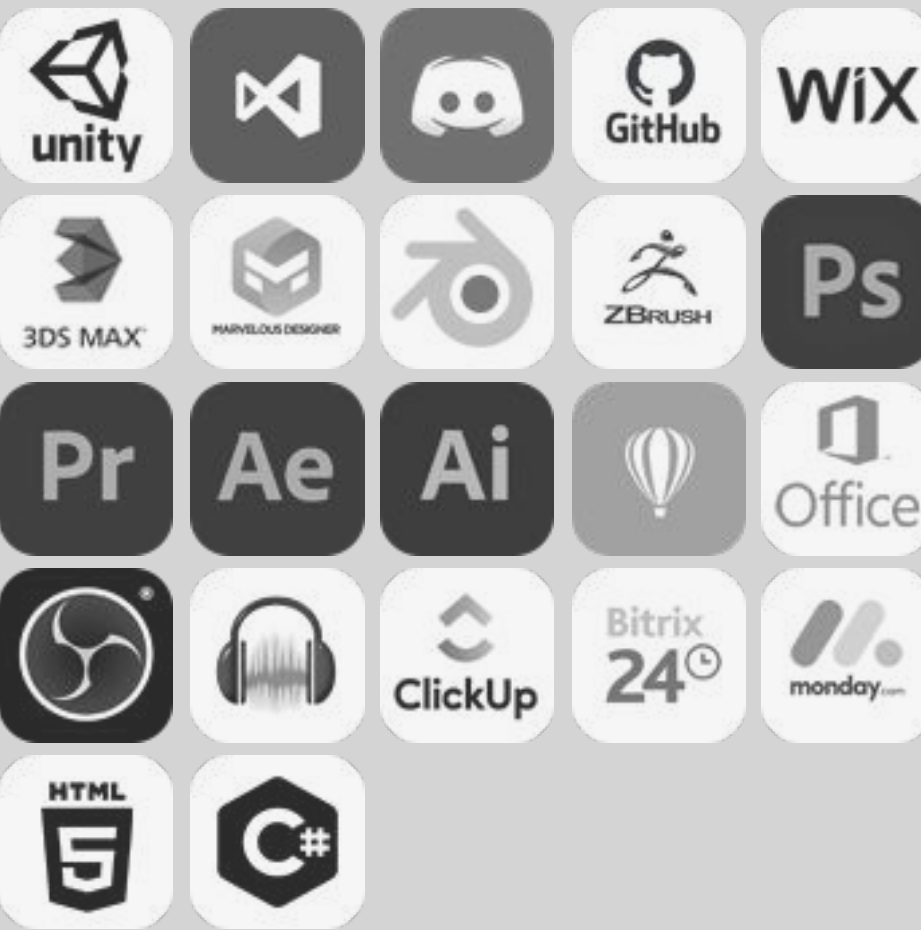 unity
GitHub
WiX
3DS MAX
MARVELOUS DESIGNER
ZBRUSH
Ps
Pr
Ae
Ai
Office
ClickUp
Bitrix
24
monday.com
HTML
5
C#